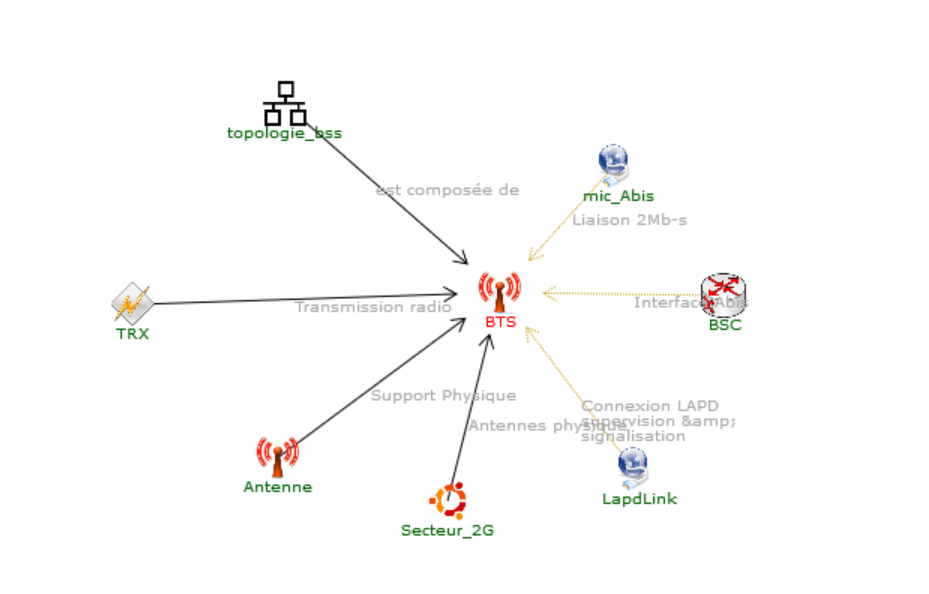 topologie_bss
est composée de
mic_Abis
Liaison 2Mb-s
Transmission radio
BTS
Interface Abis
BSC
TRX
Support Physique
Antennes physique
Connexion LAPD
supervision &amp;
signalisation
Antenne
Secteur_2G
LapdLink